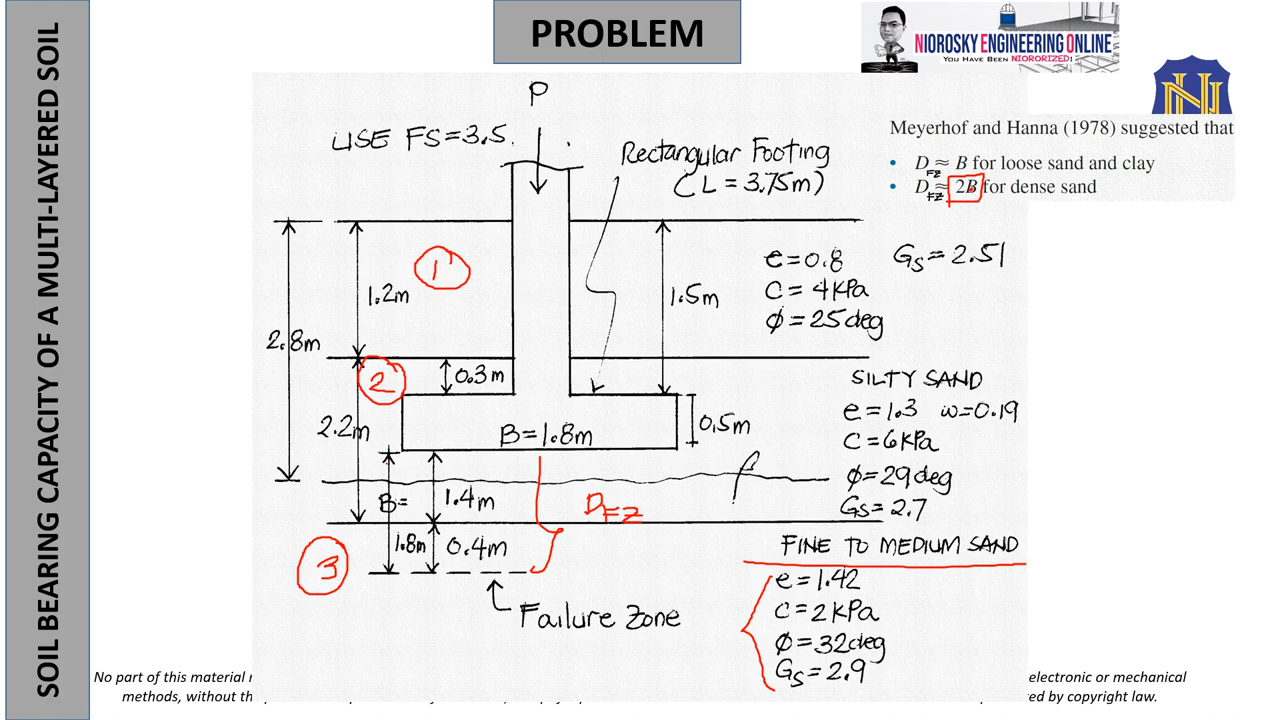 SOIL BEARING CAPACITY OF A MULTI-LAYERED SOIL
PROBLEM
NIOROSKY ENGINEERING ONLINE
YOU HAVE BEEN NIORORIZED!
N
Meyerhof and Hanna (1978) suggested that
• D FZ ≈ B for loose sand and clay
• D FZ ≈ 2B for dense sand
P
USE FS=3.5.
Rectangular Footing
(L=3.75m)
1
1.2m
1.5m
2.8m
e=0.8 Gs=2.51
C=4KPa
ϕ=25deg
2
0.3m
2.2m
B=1.8m
0.5m
SILTY SAND
e=1.3 ω=0.19
C=6KPa
ϕ=29deg
Gs=2.7
B=
1.8m
1.4m
DFZ
3
0.4m
Failure Zone
FINE TO MEDIUM SAND
e=1.42
C=2KPa
ϕ=32deg
Gs=2.9
No part of this material
electronic or mechanical
methods, without
by copyright law.